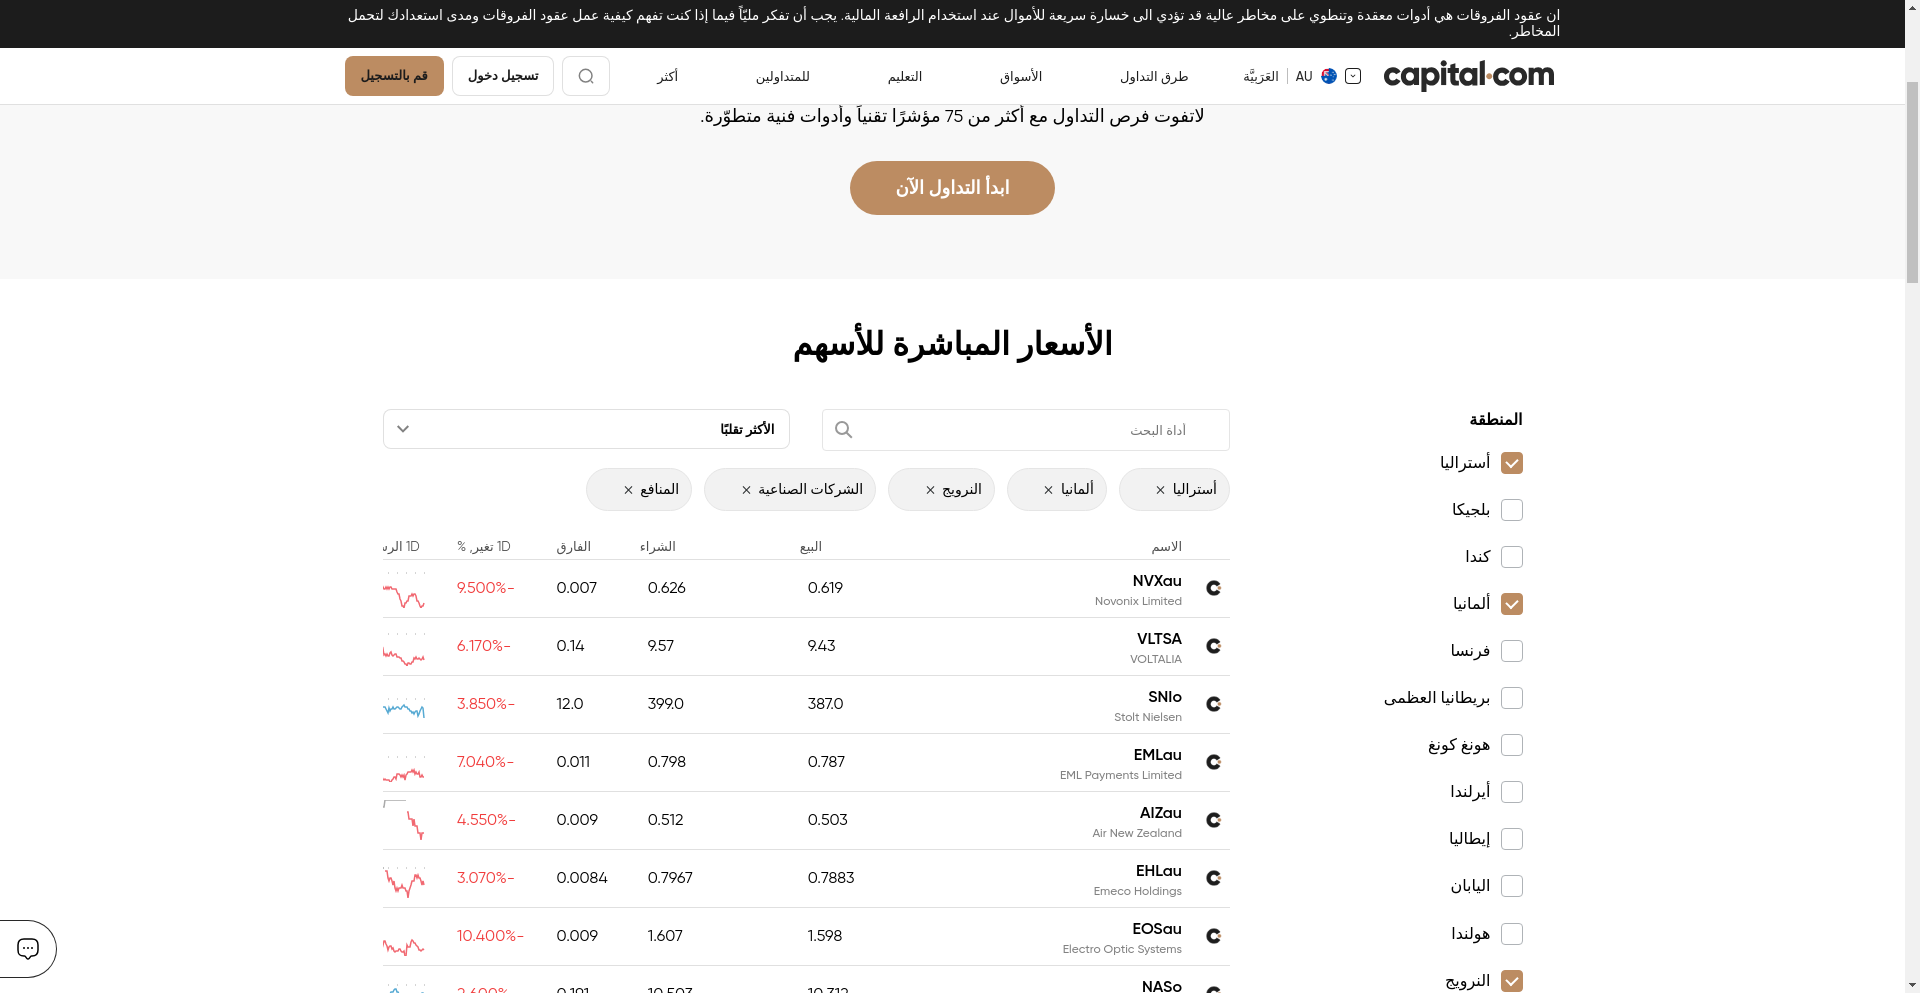 ان عقود الفروقات هي أدوات معقدة وتنطوي على مخاطر عالية قد تؤدي الى خسارة سريعة للأموال عند استخدام الرافعة المالية. يجب أن تفكر مليّاً فيما إذا كنت تفهم كيفية عمل عقود الفروقات ومدى استعدادك لتحمل
المخاطر.
capital.com
AU العَرَبيَّة
طرق التداول
الأسواق
التعليم
للمتداولين
أكثر
تسجيل دخول
قم بالتسجيل
لاتفوت فرص التداول مع أكثر من 75 مؤشرًا تقنياً وأدوات فنية متطوّرة.
ابدأ التداول الآن
الأسعار المباشرة للأسهم
المنطقة
أستراليا
بلجيكا
كندا
ألمانيا
فرنسا
بريطانيا العظمى
هونغ كونغ
أيرلندا
إيطاليا
اليابان
هولندا
النرويج
أداة البحث
الأكثر تقلبًا
أستراليا ×
ألمانيا ×
النرويج ×
الشركات الصناعية ×
المنافع ×
الاسم البيع الشراء الفارق 1D تغير, % 1D
NVXau 0.619 0.626 0.007 9.500%-
Novonix Limited
VLTSA 9.43 9.57 0.14 6.170%-
VOLTALIA
SNIo 387.0 399.0 12.0 3.850%-
Stolt Nielsen
EMLau 0.787 0.798 0.011 7.040%-
EML Payments Limited
AIZau 0.503 0.512 0.009 4.550%-
Air New Zealand
EHLau 0.7883 0.7967 0.0084 3.070%-
Emeco Holdings
EOSau 1.598 1.607 0.009 10.400%-
Electro Optic Systems
NASo